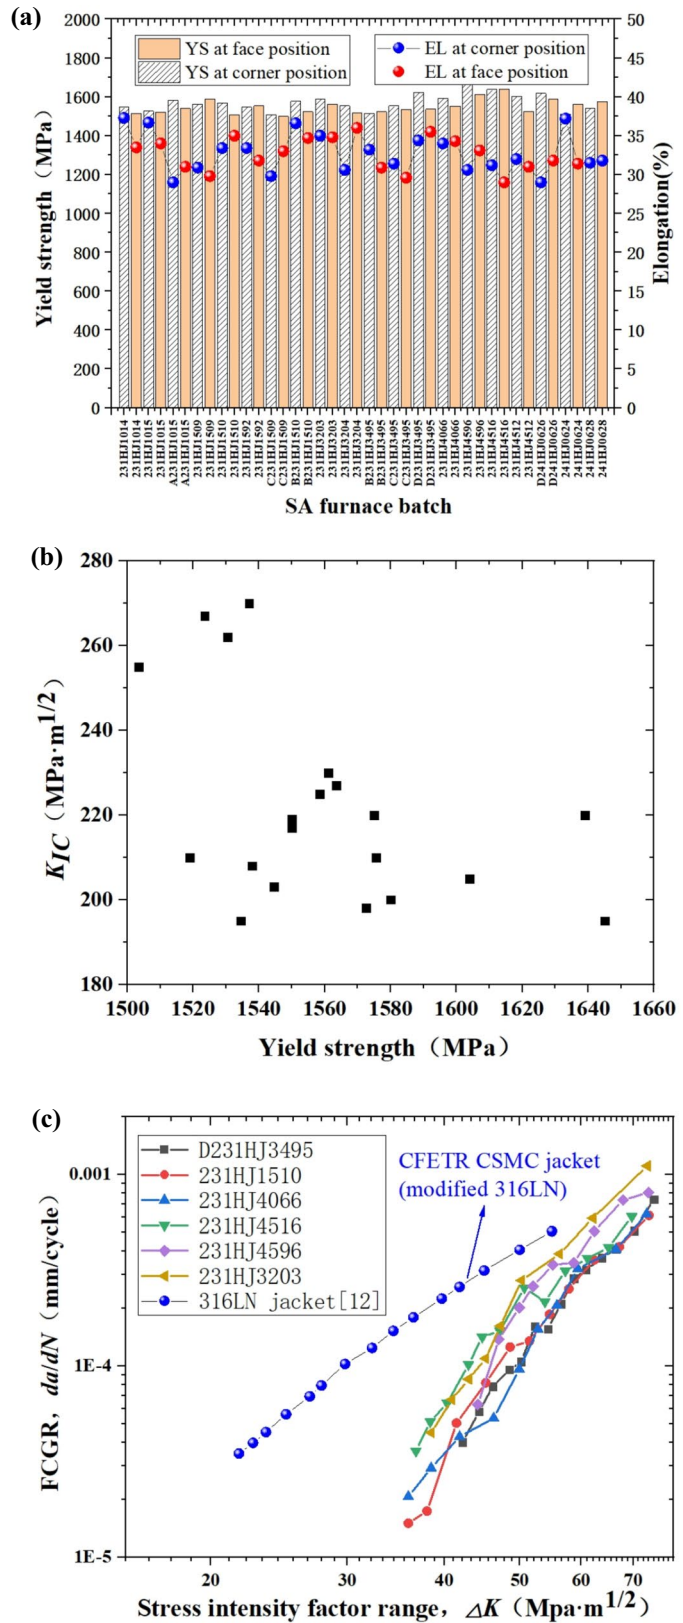 (a)
2000
1800
1600
1400
1200
1000
800
600
400
200
0
Yield strength（MPa）
YS at face position
YS at corner position
EL at corner position
EL at face position
50
45
40
35
30
25
20
15
10
5
0
Elongation(%)
231HJ1014
231HJ1014
231HJ1015
231HJ1015
A231HJ1015
A231HJ1015
231HJ1509
231HJ1509
231HJ1510
231HJ1510
231HJ1592
231HJ1592
C231HJ1509
C231HJ1509
B231HJ1510
B231HJ1510
231HJ3203
231HJ3203
231HJ3204
231HJ3204
B231HJ3495
B231HJ3495
C231HJ3495
C231HJ3495
D231HJ3495
D231HJ3495
231HJ4066
231HJ4066
231HJ4596
231HJ4596
231HJ4516
231HJ4516
231HJ4512
231HJ4512
D241HJ0626
D241HJ0626
241HJ0624
241HJ0624
241HJ0628
241HJ0628
SA furnace batch
(b)
280
260
240
220
200
180
K_IC（MPa·m^1/2）
1500 1520 1540 1560 1580 1600 1620 1640 1660
Yield strength（MPa）
(c)
0.001
1E-4
1E-5
FCGR，da/dN（mm/cycle）
D231HJ3495
231HJ1510
231HJ4066
231HJ4516
231HJ4596
231HJ3203
316LN jacket[12]
CFETR CSMC jacket
(modified 316LN)
20 30 40 50 60 70
Stress intensity factor range，△K（Mpa·m^1/2）